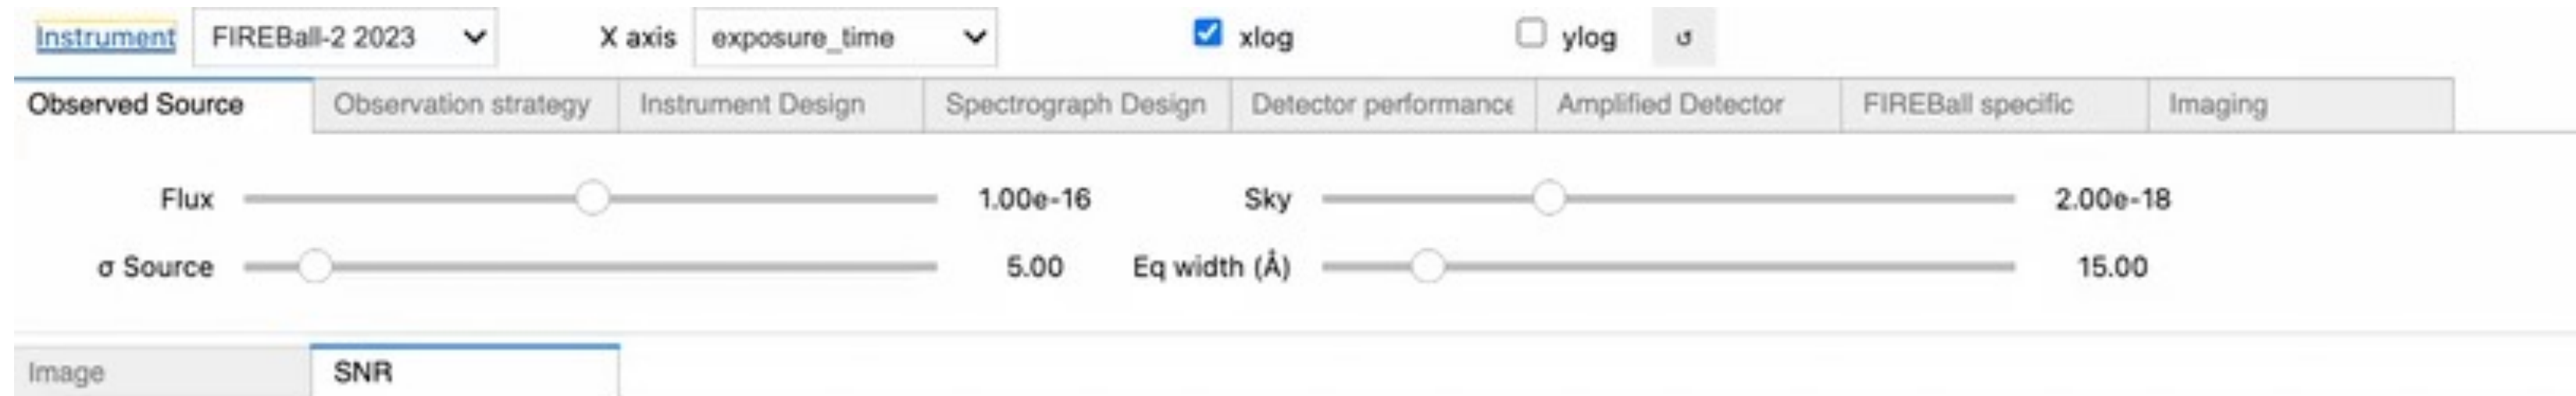 Instrument FIREBall-2 2023 X axis exposure_time xlog ylog ↺
Observed Source Observation strategy Instrument Design Spectrograph Design Detector performance Amplified Detector FIREBall specific Imaging
Flux 1.00e-16 Sky 2.00e-18
σ Source 5.00 Eq width (Å) 15.00
Image SNR